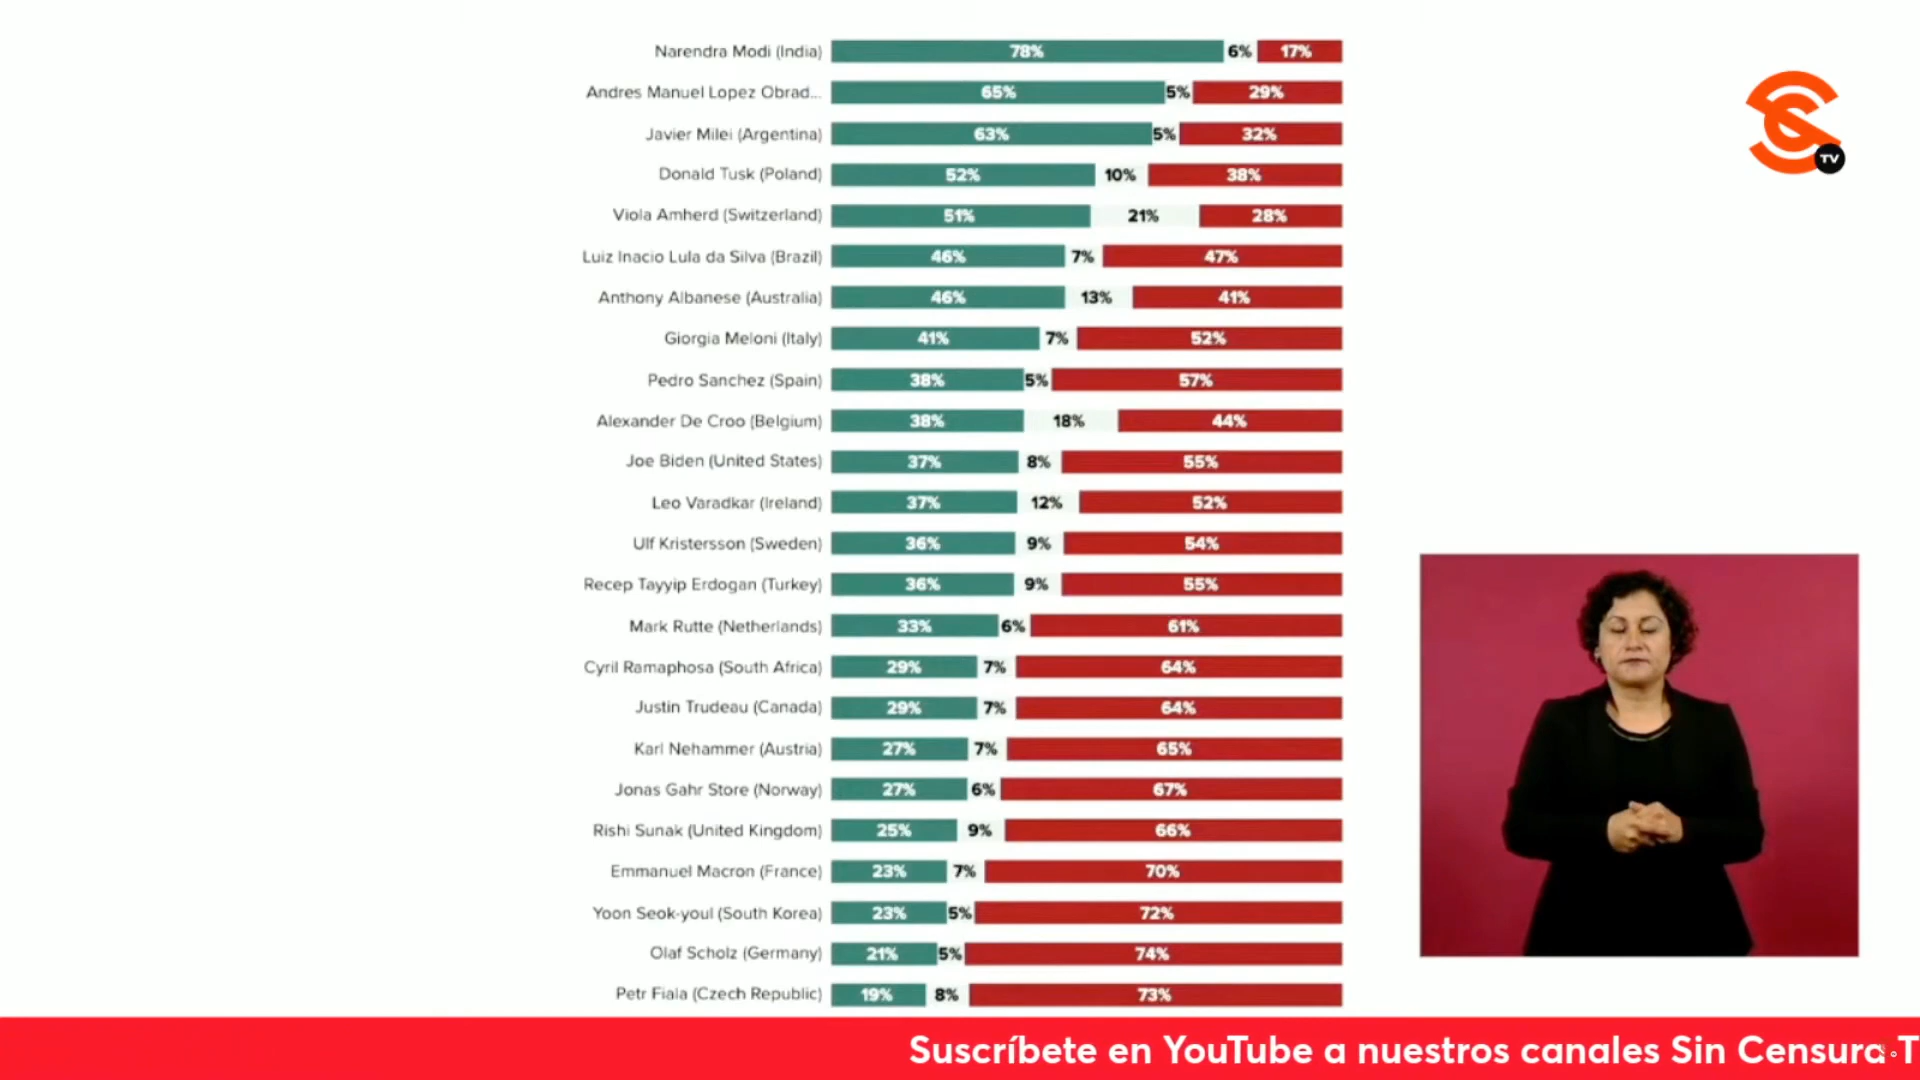 Narendra Modi (India) 78% 6% 17%
Andres Manuel Lopez Obrad... 65% 5% 29%
Javier Milei (Argentina) 63% 5% 32%
Donald Tusk (Poland) 52% 10% 38%
Viola Amherd (Switzerland) 51% 21% 28%
Luiz Inacio Lula da Silva (Brazil) 46% 7% 47%
Anthony Albanese (Australia) 46% 13% 41%
Giorgia Meloni (Italy) 41% 7% 52%
Pedro Sanchez (Spain) 38% 5% 57%
Alexander De Croo (Belgium) 38% 18% 44%
Joe Biden (United States) 37% 8% 55%
Leo Varadkar (Ireland) 37% 12% 52%
Ulf Kristersson (Sweden) 36% 9% 54%
Recep Tayyip Erdogan (Turkey) 36% 9% 55%
Mark Rutte (Netherlands) 33% 6% 61%
Cyril Ramaphosa (South Africa) 29% 7% 64%
Justin Trudeau (Canada) 29% 7% 64%
Karl Nehammer (Austria) 27% 7% 65%
Jonas Gahr Store (Norway) 27% 6% 67%
Rishi Sunak (United Kingdom) 25% 9% 66%
Emmanuel Macron (France) 23% 7% 70%
Yoon Seok-youl (South Korea) 23% 5% 72%
Olaf Scholz (Germany) 21% 5% 74%
Petr Fiala (Czech Republic) 19% 8% 73%
TV
Suscríbete en YouTube a nuestros canales Sin Censura T